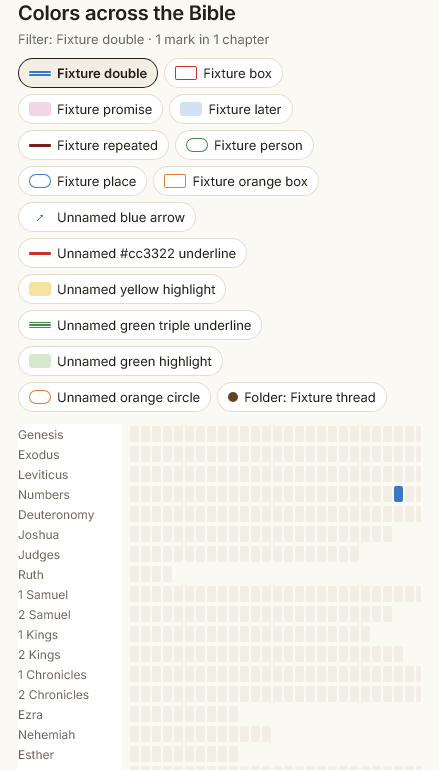 Colors across the Bible
Filter: Fixture double · 1 mark in 1 chapter
Fixture double
Fixture box
Fixture promise
Fixture later
Fixture repeated
Fixture person
Fixture place
Fixture orange box
Unnamed blue arrow
Unnamed #cc3322 underline
Unnamed yellow highlight
Unnamed green triple underline
Unnamed green highlight
Unnamed orange circle
Folder: Fixture thread
Genesis
Exodus
Leviticus
Numbers
Deuteronomy
Joshua
Judges
Ruth
1 Samuel
2 Samuel
1 Kings
2 Kings
1 Chronicles
2 Chronicles
Ezra
Nehemiah
Esther